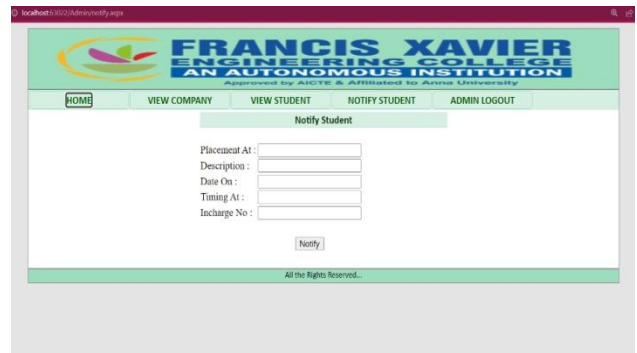 localhost:63022/Admin/notify.aspx
FRANCIS XAVIER
ENGINEERING COLLEGE
AN AUTONOMOUS INSTITUTION
Approved by AICTE & Affiliated to Anna University
HOME VIEW COMPANY VIEW STUDENT NOTIFY STUDENT ADMIN LOGOUT
Notify Student
Placement At :
Description :
Date On :
Timing At :
Incharge No :
Notify
All the Rights Reserved...